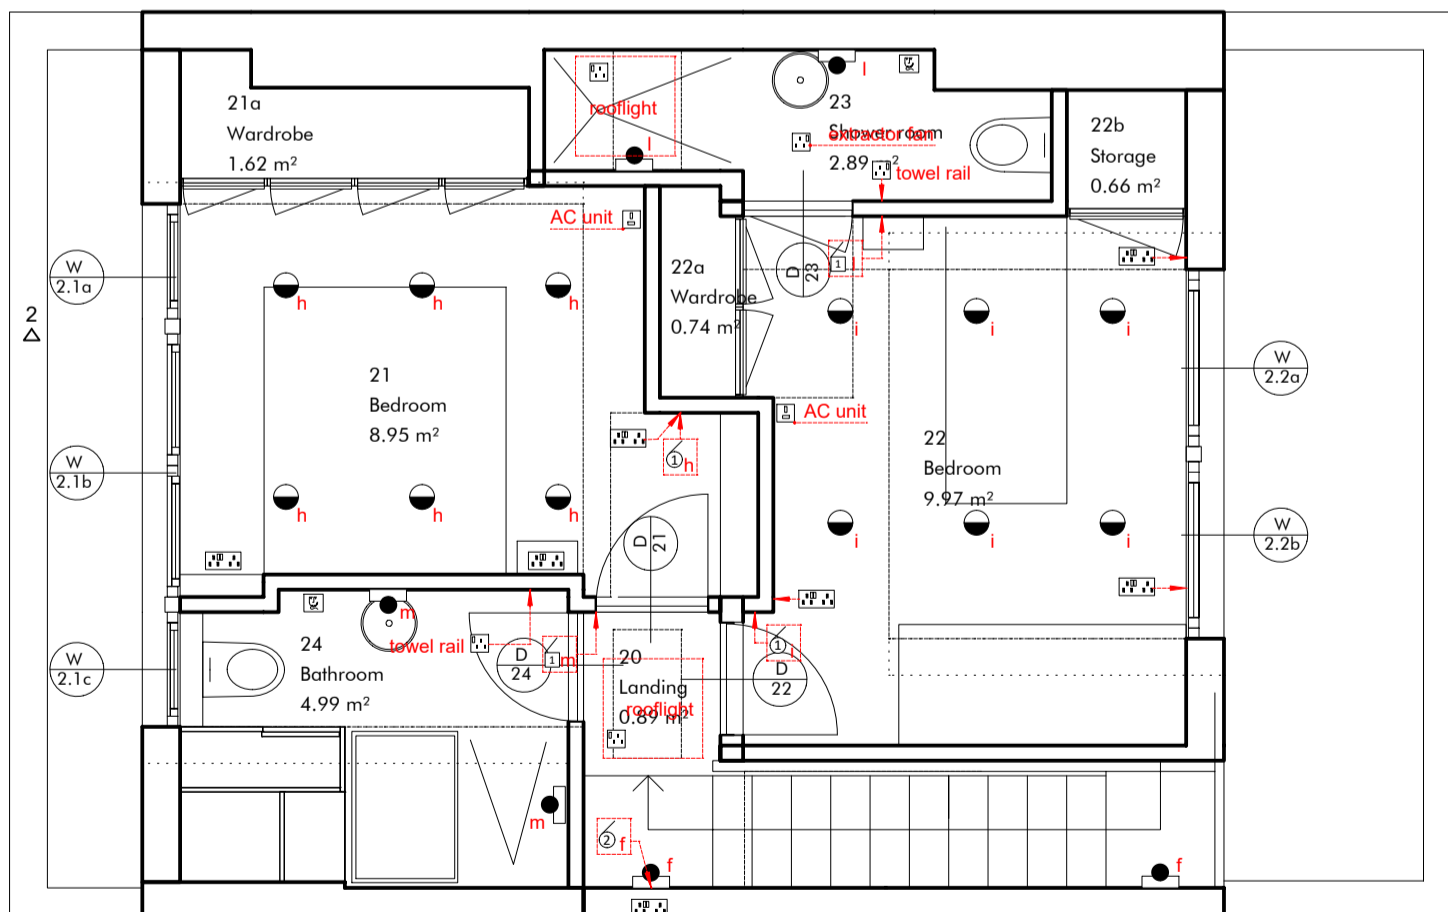 21a
Wardrobe
1.62 m²
rooflight
l
l
23
Shower room
extractor fan
2.89 m²
towel rail
22b
Storage
0.66 m²
AC unit
22a
Wardrobe
0.74 m²
D
23
1
l
W
2.1a
2
h
h
h
i
i
i
W
2.2a
21
Bedroom
8.95 m²
AC unit
22
Bedroom
9.97 m²
1
h
W
2.1b
h
h
h
D
21
i
i
i
W
2.2b
m
24
Bathroom
4.99 m²
towel rail
D
24
1
m
20
Landing
0.89 m²
rooflight
1
i
D
22
W
2.1c
m
2
f
f
f